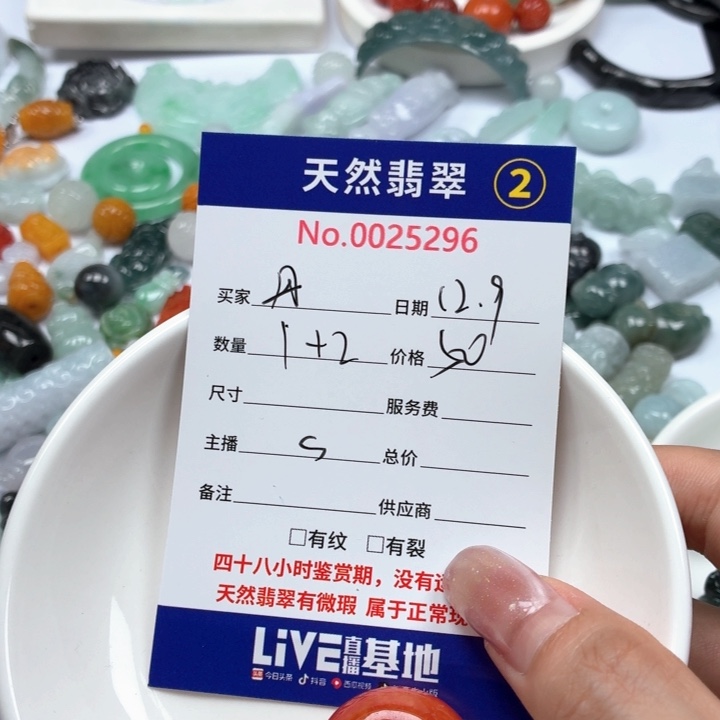 天然翡翠 2
No.0025296
买家 A 日期 12.9
数量 1+2 价格 50
尺寸 服务费
主播 S 总价
备注 供应商
□有纹 □有裂
四十八小时鉴赏期，没有
天然翡翠有微瑕 属于正常现
LiVE直播基地
今日头条 抖音 西瓜视频